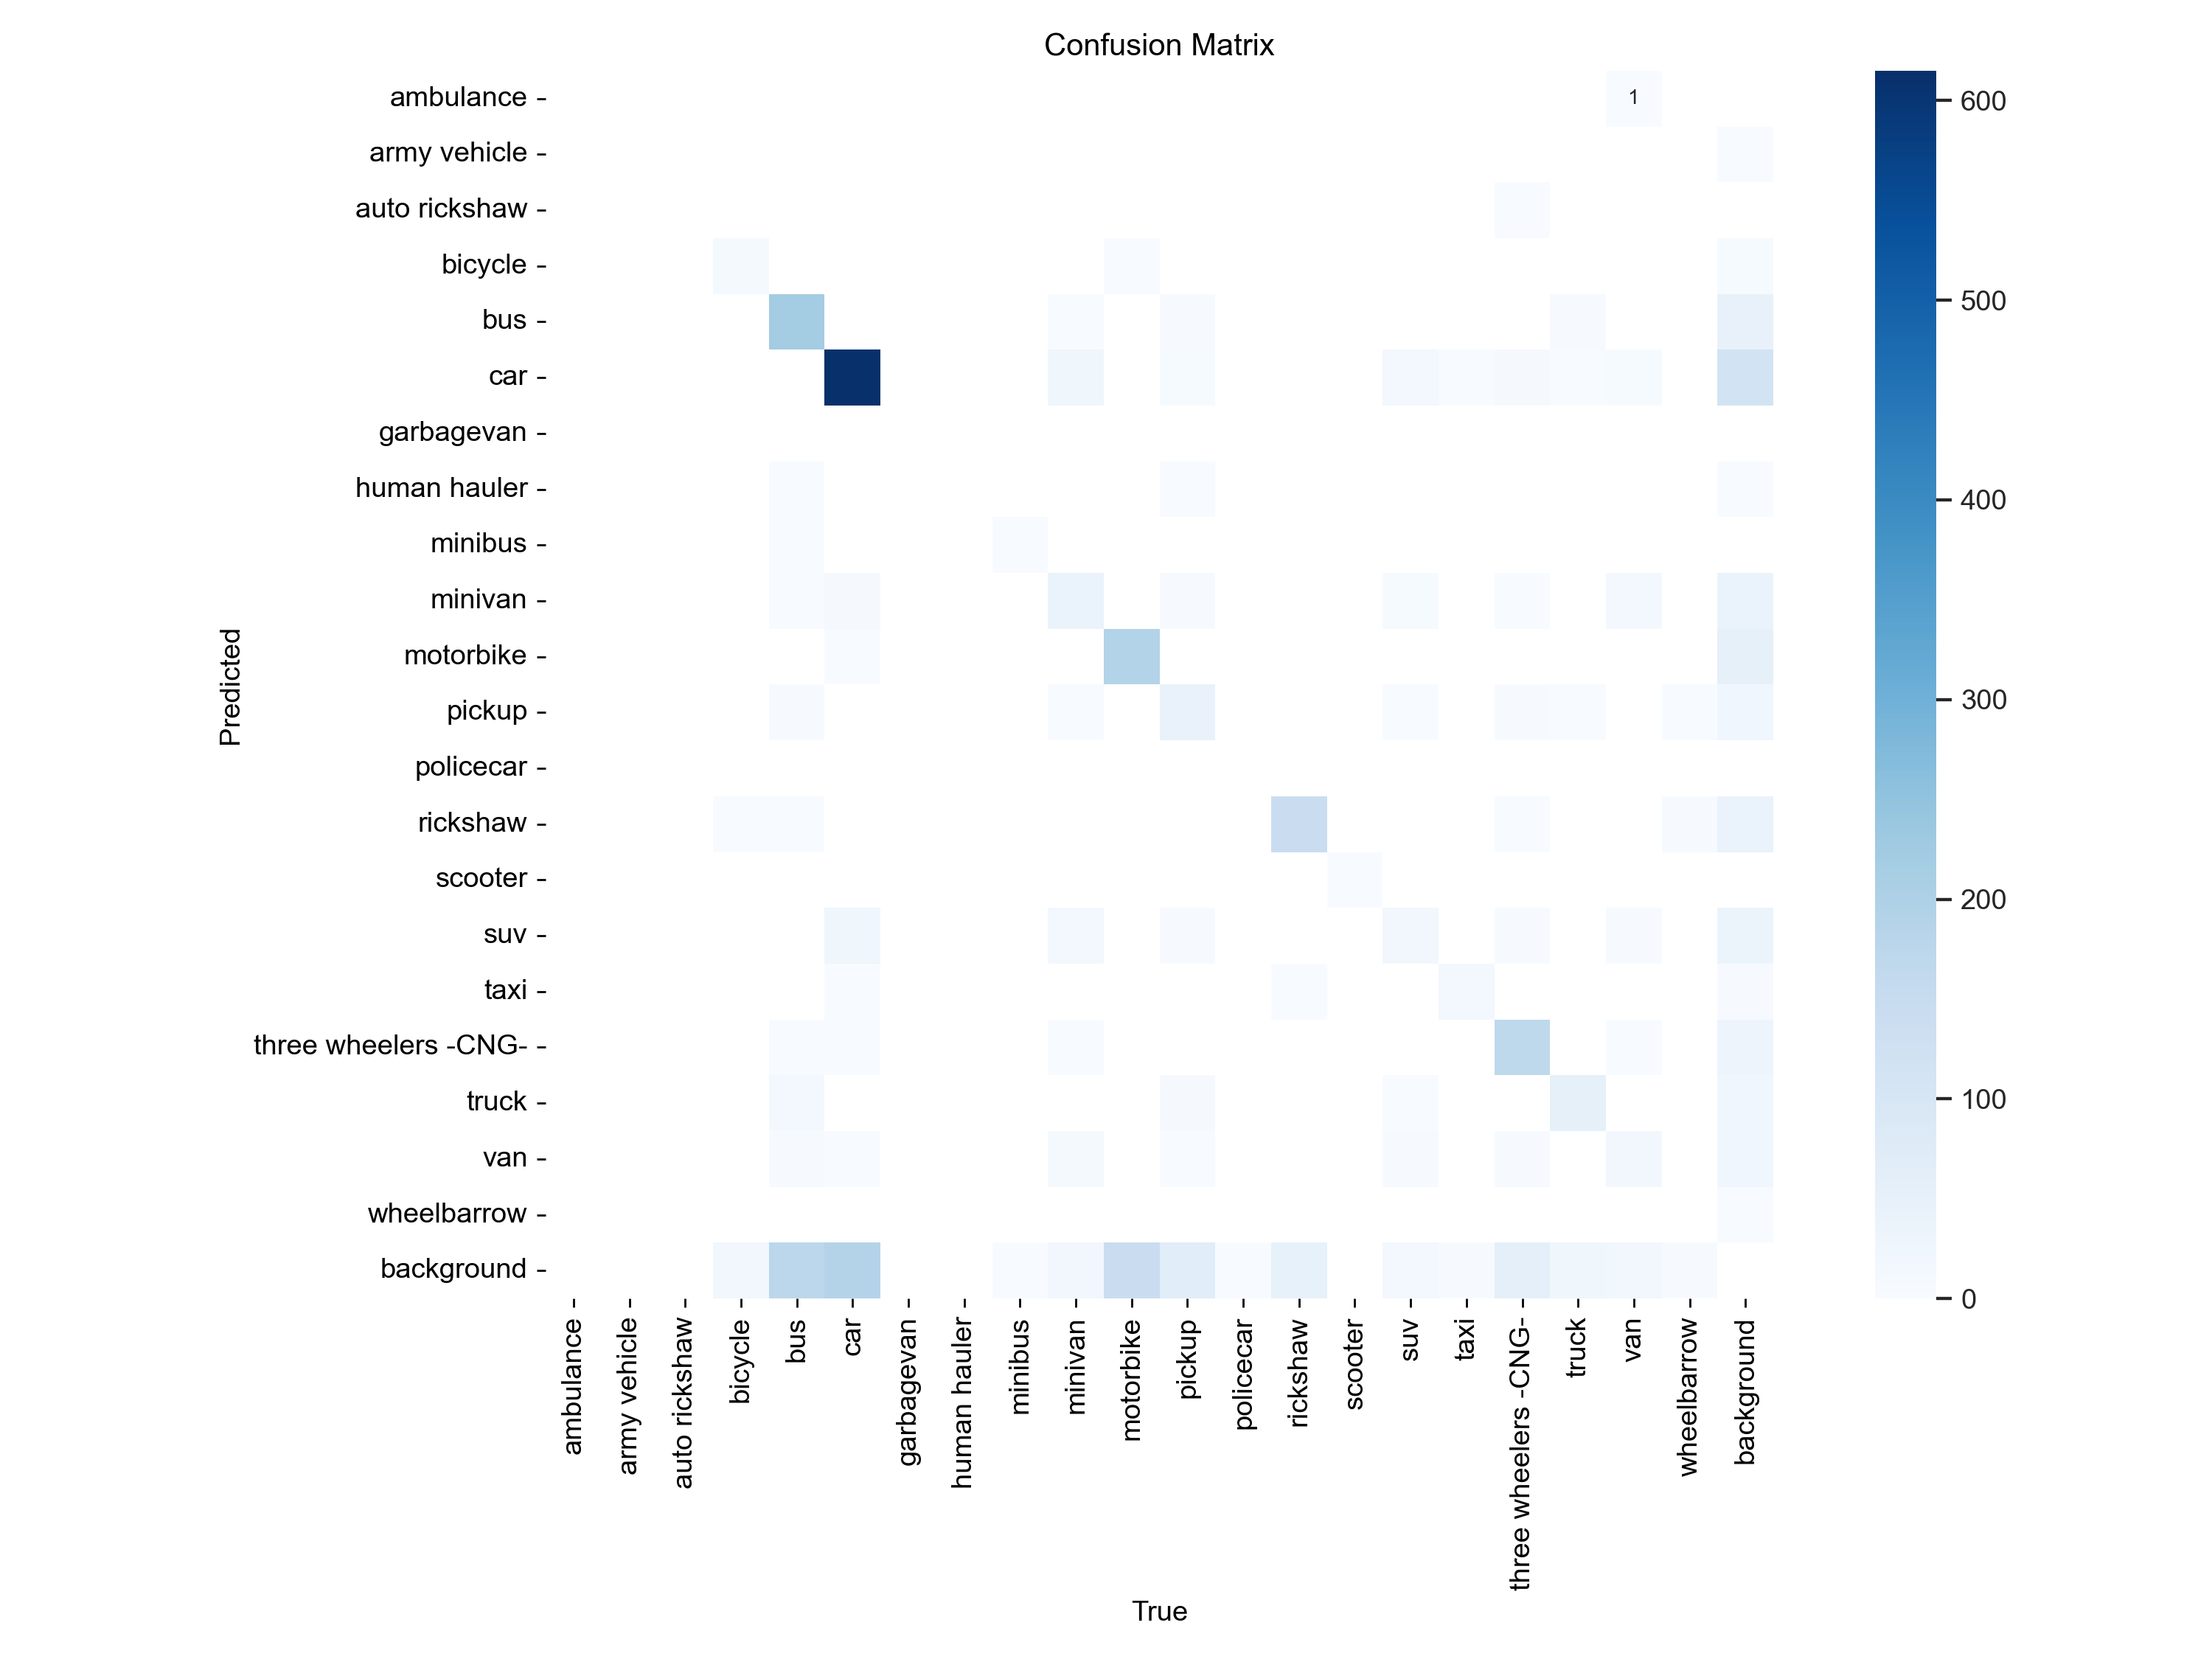 Confusion Matrix
Predicted
ambulance
army vehicle
auto rickshaw
bicycle
bus
car
garbagevan
human hauler
minibus
minivan
motorbike
pickup
policecar
rickshaw
scooter
suv
taxi
three wheelers -CNG-
truck
van
wheelbarrow
background
1
ambulance
army vehicle
auto rickshaw
bicycle
bus
car
garbagevan
human hauler
minibus
minivan
motorbike
pickup
policecar
rickshaw
scooter
suv
taxi
three wheelers -CNG-
truck
van
wheelbarrow
background
True
600
500
400
300
200
100
0